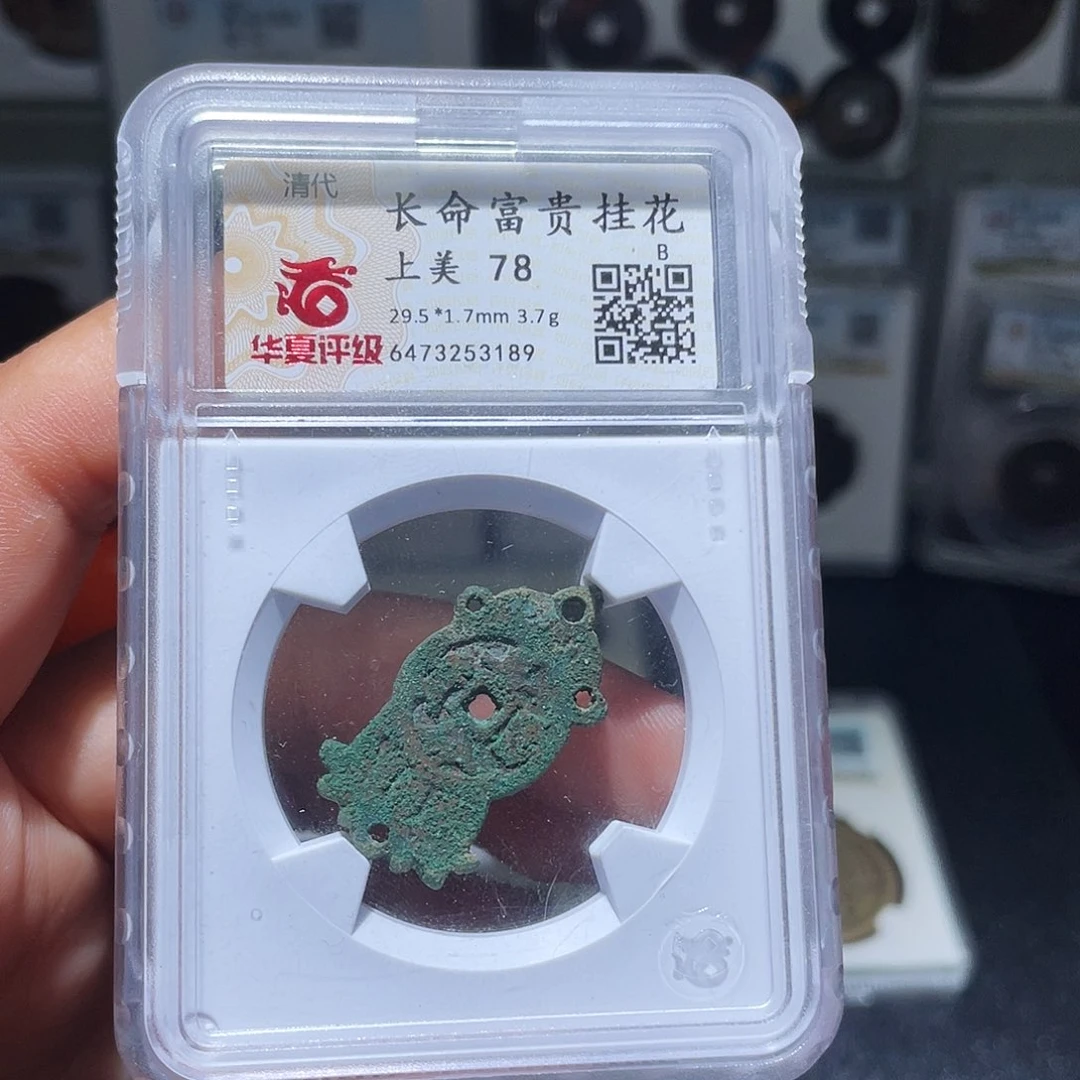 清代
长命富贵挂花
B
上美 78
29.5*1.7mm 3.7g
华夏评级
6473253189